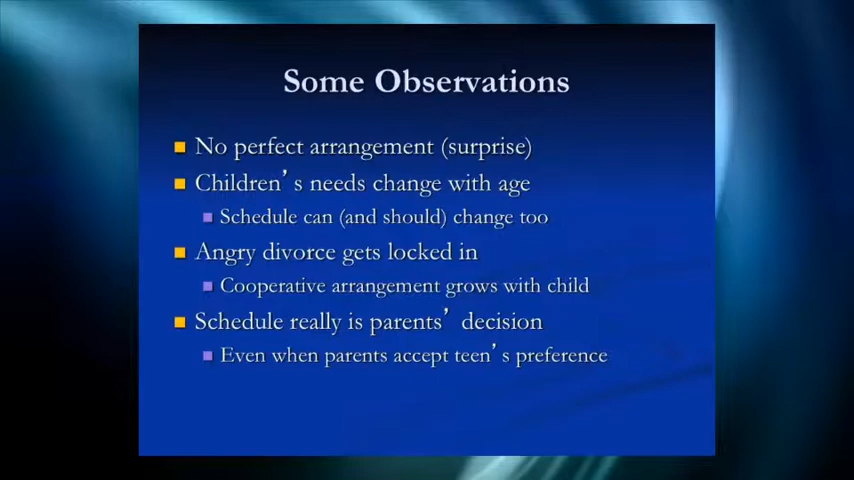 Some Observations
No perfect arrangement (surprise)
Children's needs change with age
Schedule can (and should) change too
Angry divorce gets locked in
Cooperative arrangement grows with child
Schedule really is parents' decision
Even when parents accept teen's preference